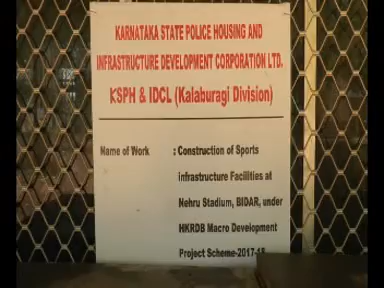 KARNATAKA STATE POLICE HOUSING AND
INFRASTRUCTURE DEVELOPMENT CORPORATION LTD.
KSPH & IDCL (Kalaburagi Division)
Name of Work : Construction of Sports
infrastructure Facilities at
Nehru Stadium, BIDAR, under
HKRDB Macro Development
Project Scheme-2017-18